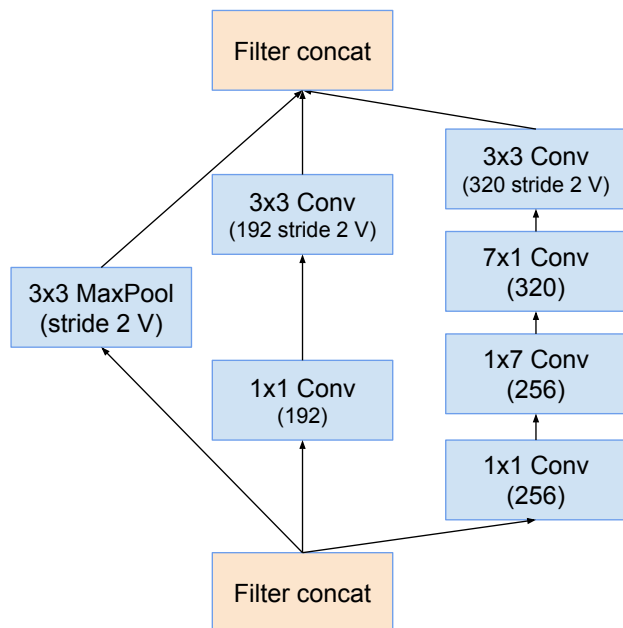 Filter concat
3x3 Conv
(320 stride 2 V)
3x3 Conv
(192 stride 2 V)
7x1 Conv
(320)
3x3 MaxPool
(stride 2 V)
1x7 Conv
(256)
1x1 Conv
(192)
1x1 Conv
(256)
Filter concat